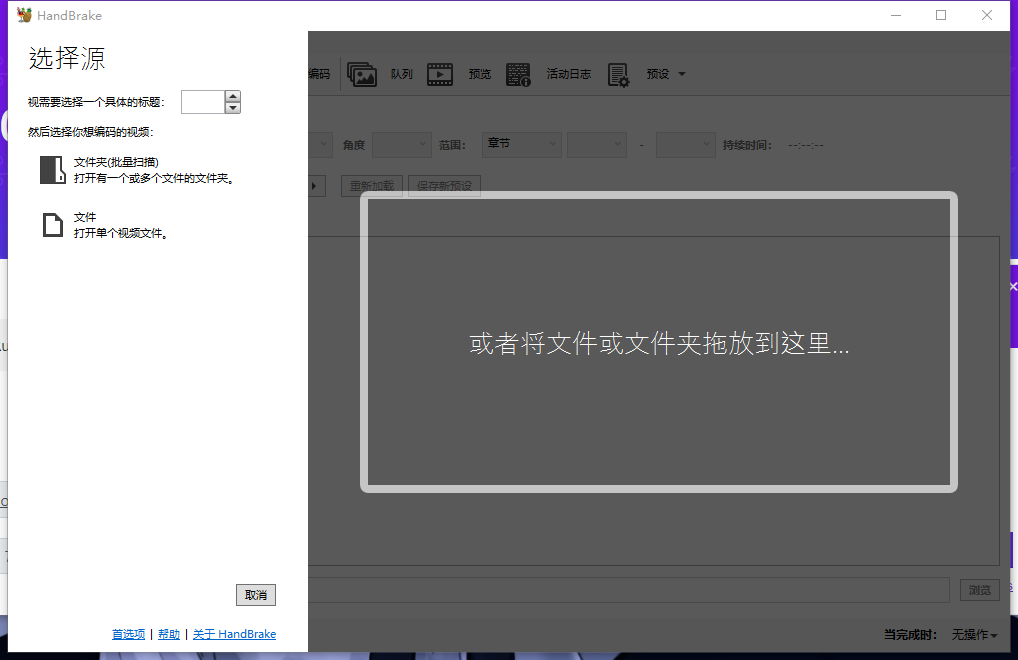 HandBrake
选择源
视需要选择一个具体的标题：
然后选择你想编码的视频：
文件夹(批量扫描)
打开有一个或多个文件的文件夹。
文件
打开单个视频文件。
取消
首选项 | 帮助 | 关于 HandBrake
编码 队列 预览 活动日志 预设
角度 范围： 章节 - 持续时间： --:--:--
重新加载 保存新预设
或者将文件或文件夹拖放到这里...
浏览
当完成时： 无操作